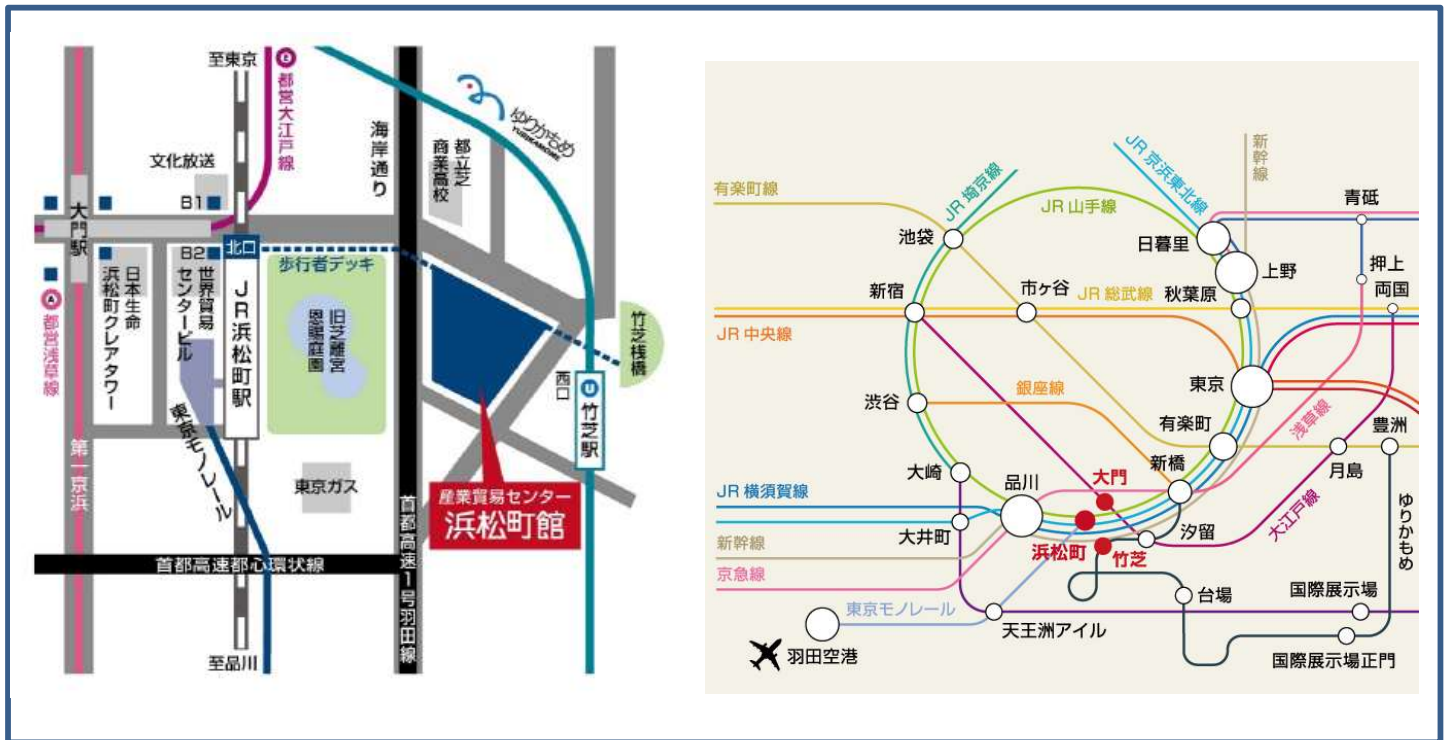 至東京
E
都営大江戸線
文化放送
B1
大門駅
B2
北口
歩行者デッキ
海岸通り
都立芝
商業高校
ゆりかもめ
YURIKAMOME
日本生命
浜松町クレアタワー
世界貿易
センタービル
JR浜松町駅
旧芝離宮
恩賜庭園
竹芝桟橋
西口
U
竹芝駅
A
都営浅草線
第一京浜
東京モノレール
東京ガス
産業貿易センター
浜松町館
首都高速都心環状線
首都高速1号羽田線
至品川
新幹線
JR 京浜東北線
JR 埼京線
有楽町線
JR 山手線
青砥
池袋
日暮里
上野
押上
新宿
市ヶ谷
JR 総武線
秋葉原
両国
JR 中央線
銀座線
東京
渋谷
有楽町
浅草線
豊洲
大崎
品川
大門
新橋
月島
JR 横須賀線
大井町
浜松町
竹芝
汐留
大江戸線
ゆりかもめ
新幹線
京急線
台場
国際展示場
東京モノレール
天王洲アイル
羽田空港
国際展示場正門